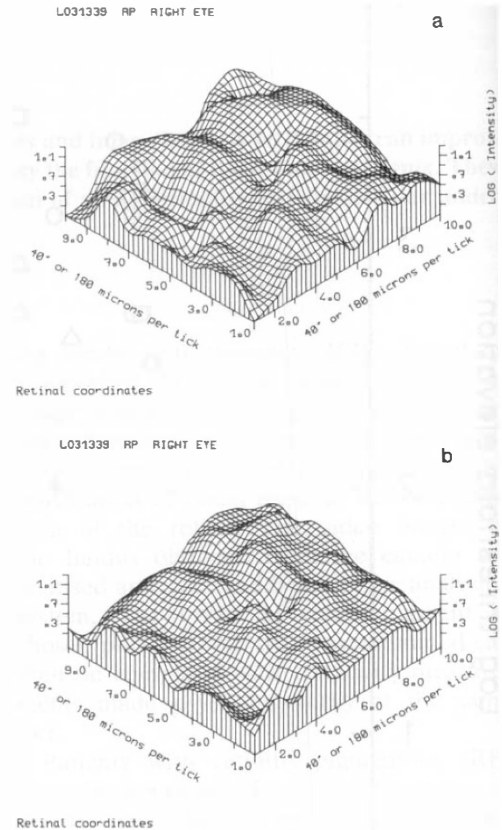 L031339 RP RIGHT EYE
a
1.1
.7
.3
1.1
.7
.3
LOG ( Intensity)
9.0
7.0
5.0
3.0
1.0
2.0
4.0
6.0
8.0
10.0
40' or 180 microns per tick
40' or 180 microns per tick
Retinal coordinates
L031339 RP RIGHT EYE
b
1.1
.7
.3
1.1
.7
.3
LOG ( Intensity)
9.0
7.0
5.0
3.0
1.0
2.0
4.0
6.0
8.0
10.0
40' or 180 microns per tick
40' or 180 microns per tick
Retinal coordinates